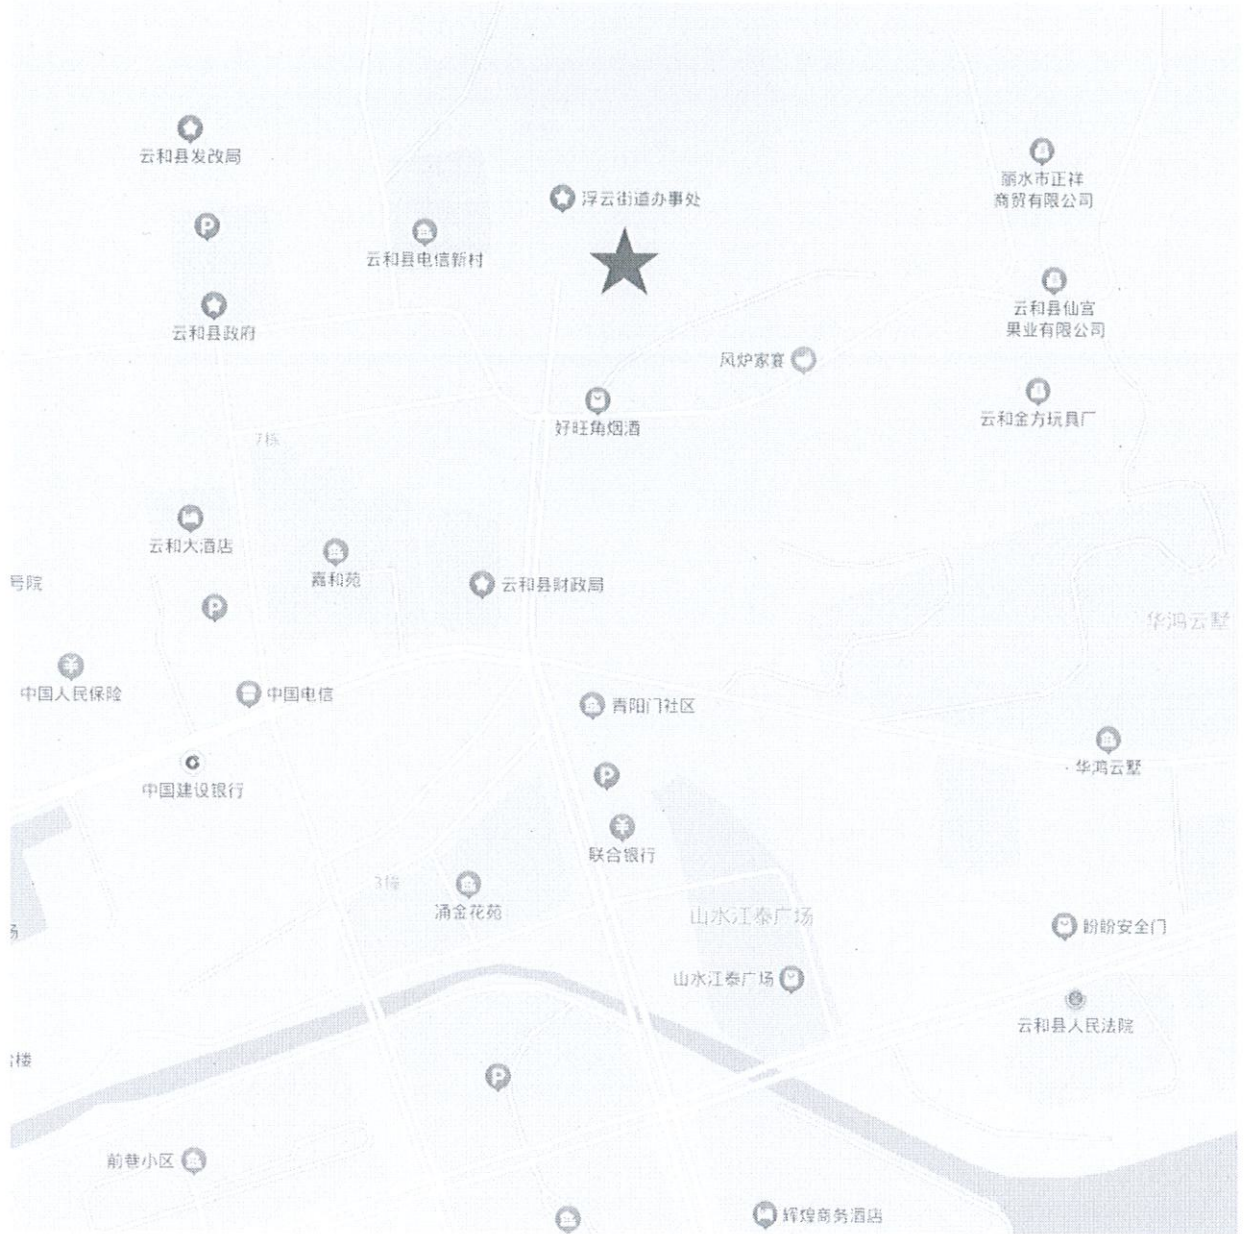 云和县发改局
丽水市正祥
商贸有限公司
浮云街道办事处
P
云和县电信新村
云和县仙宫
果业有限公司
云和县政府
风炉家宴
云和金方玩具厂
好旺角烟酒
7栋
云和大酒店
嘉和苑
号院
云和县财政局
P
华鸿云墅
中国人民保险
中国电信
青阳门社区
华鸿云墅
P
中国建设银行
联合银行
3幢
涌金花苑
山水江泰广场
盼盼安全门
场
山水江泰广场
云和县人民法院
楼
P
前巷小区
辉煌商务酒店